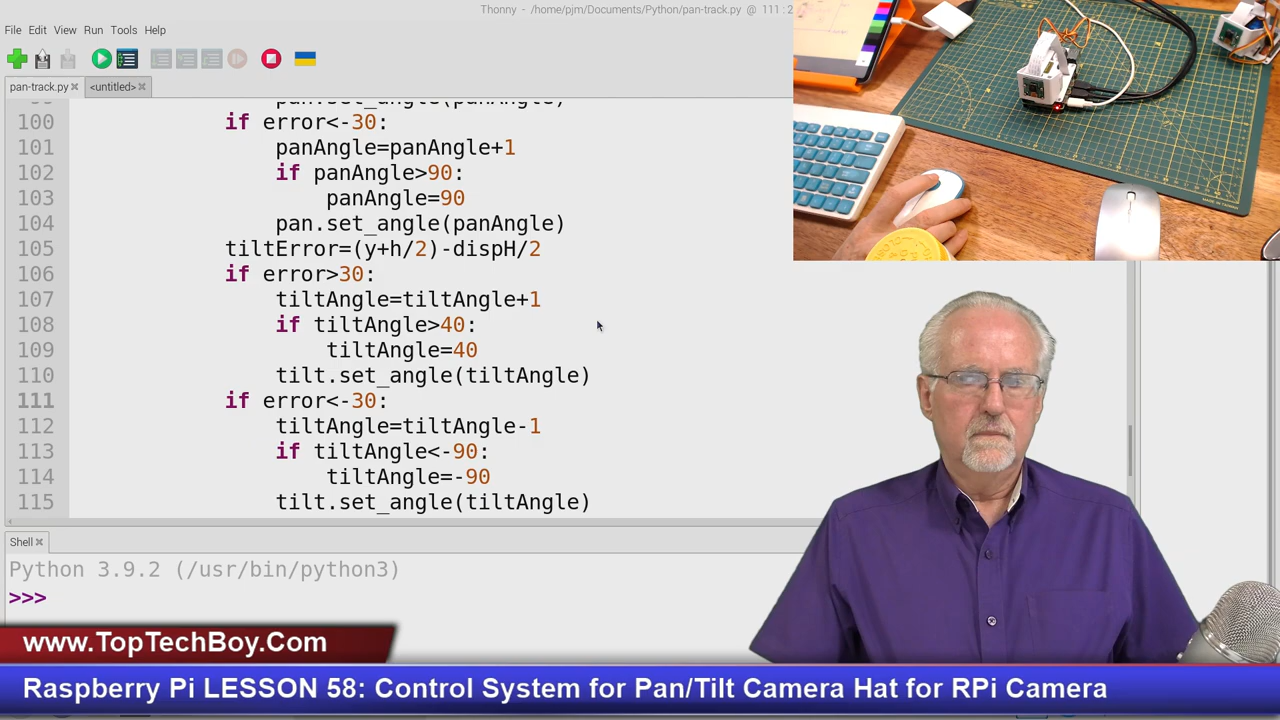 Thonny - /home/pjm/Documents/Python/pan-track.py @ 111 : 2
File Edit View Run Tools Help
pan-track.py
<untitled>
99 pan.set_angle(panAngle)
100 if error<-30:
101 panAngle=panAngle+1
102 if panAngle>90:
103 panAngle=90
104 pan.set_angle(panAngle)
105 tiltError=(y+h/2)-dispH/2
106 if error>30:
107 tiltAngle=tiltAngle+1
108 if tiltAngle>40:
109 tiltAngle=40
110 tilt.set_angle(tiltAngle)
111 if error<-30:
112 tiltAngle=tiltAngle-1
113 if tiltAngle<-90:
114 tiltAngle=-90
115 tilt.set_angle(tiltAngle)
Shell
Python 3.9.2 (/usr/bin/python3)
>>>
www.TopTechBoy.Com
Raspberry Pi LESSON 58: Control System for Pan/Tilt Camera Hat for RPi Camera